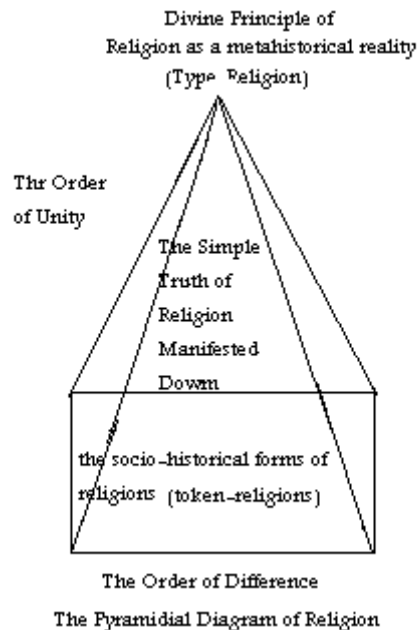 Divine Principle of
Religion as a metahistorical reality
(Type Religion)
Thr Order
of Unity
The Simple
Truth of
Religion
Manifested
Dowm
the socio-historical forms of
religions (token-religions)
The Order of Difference
The Pyramidial Diagram of Religion